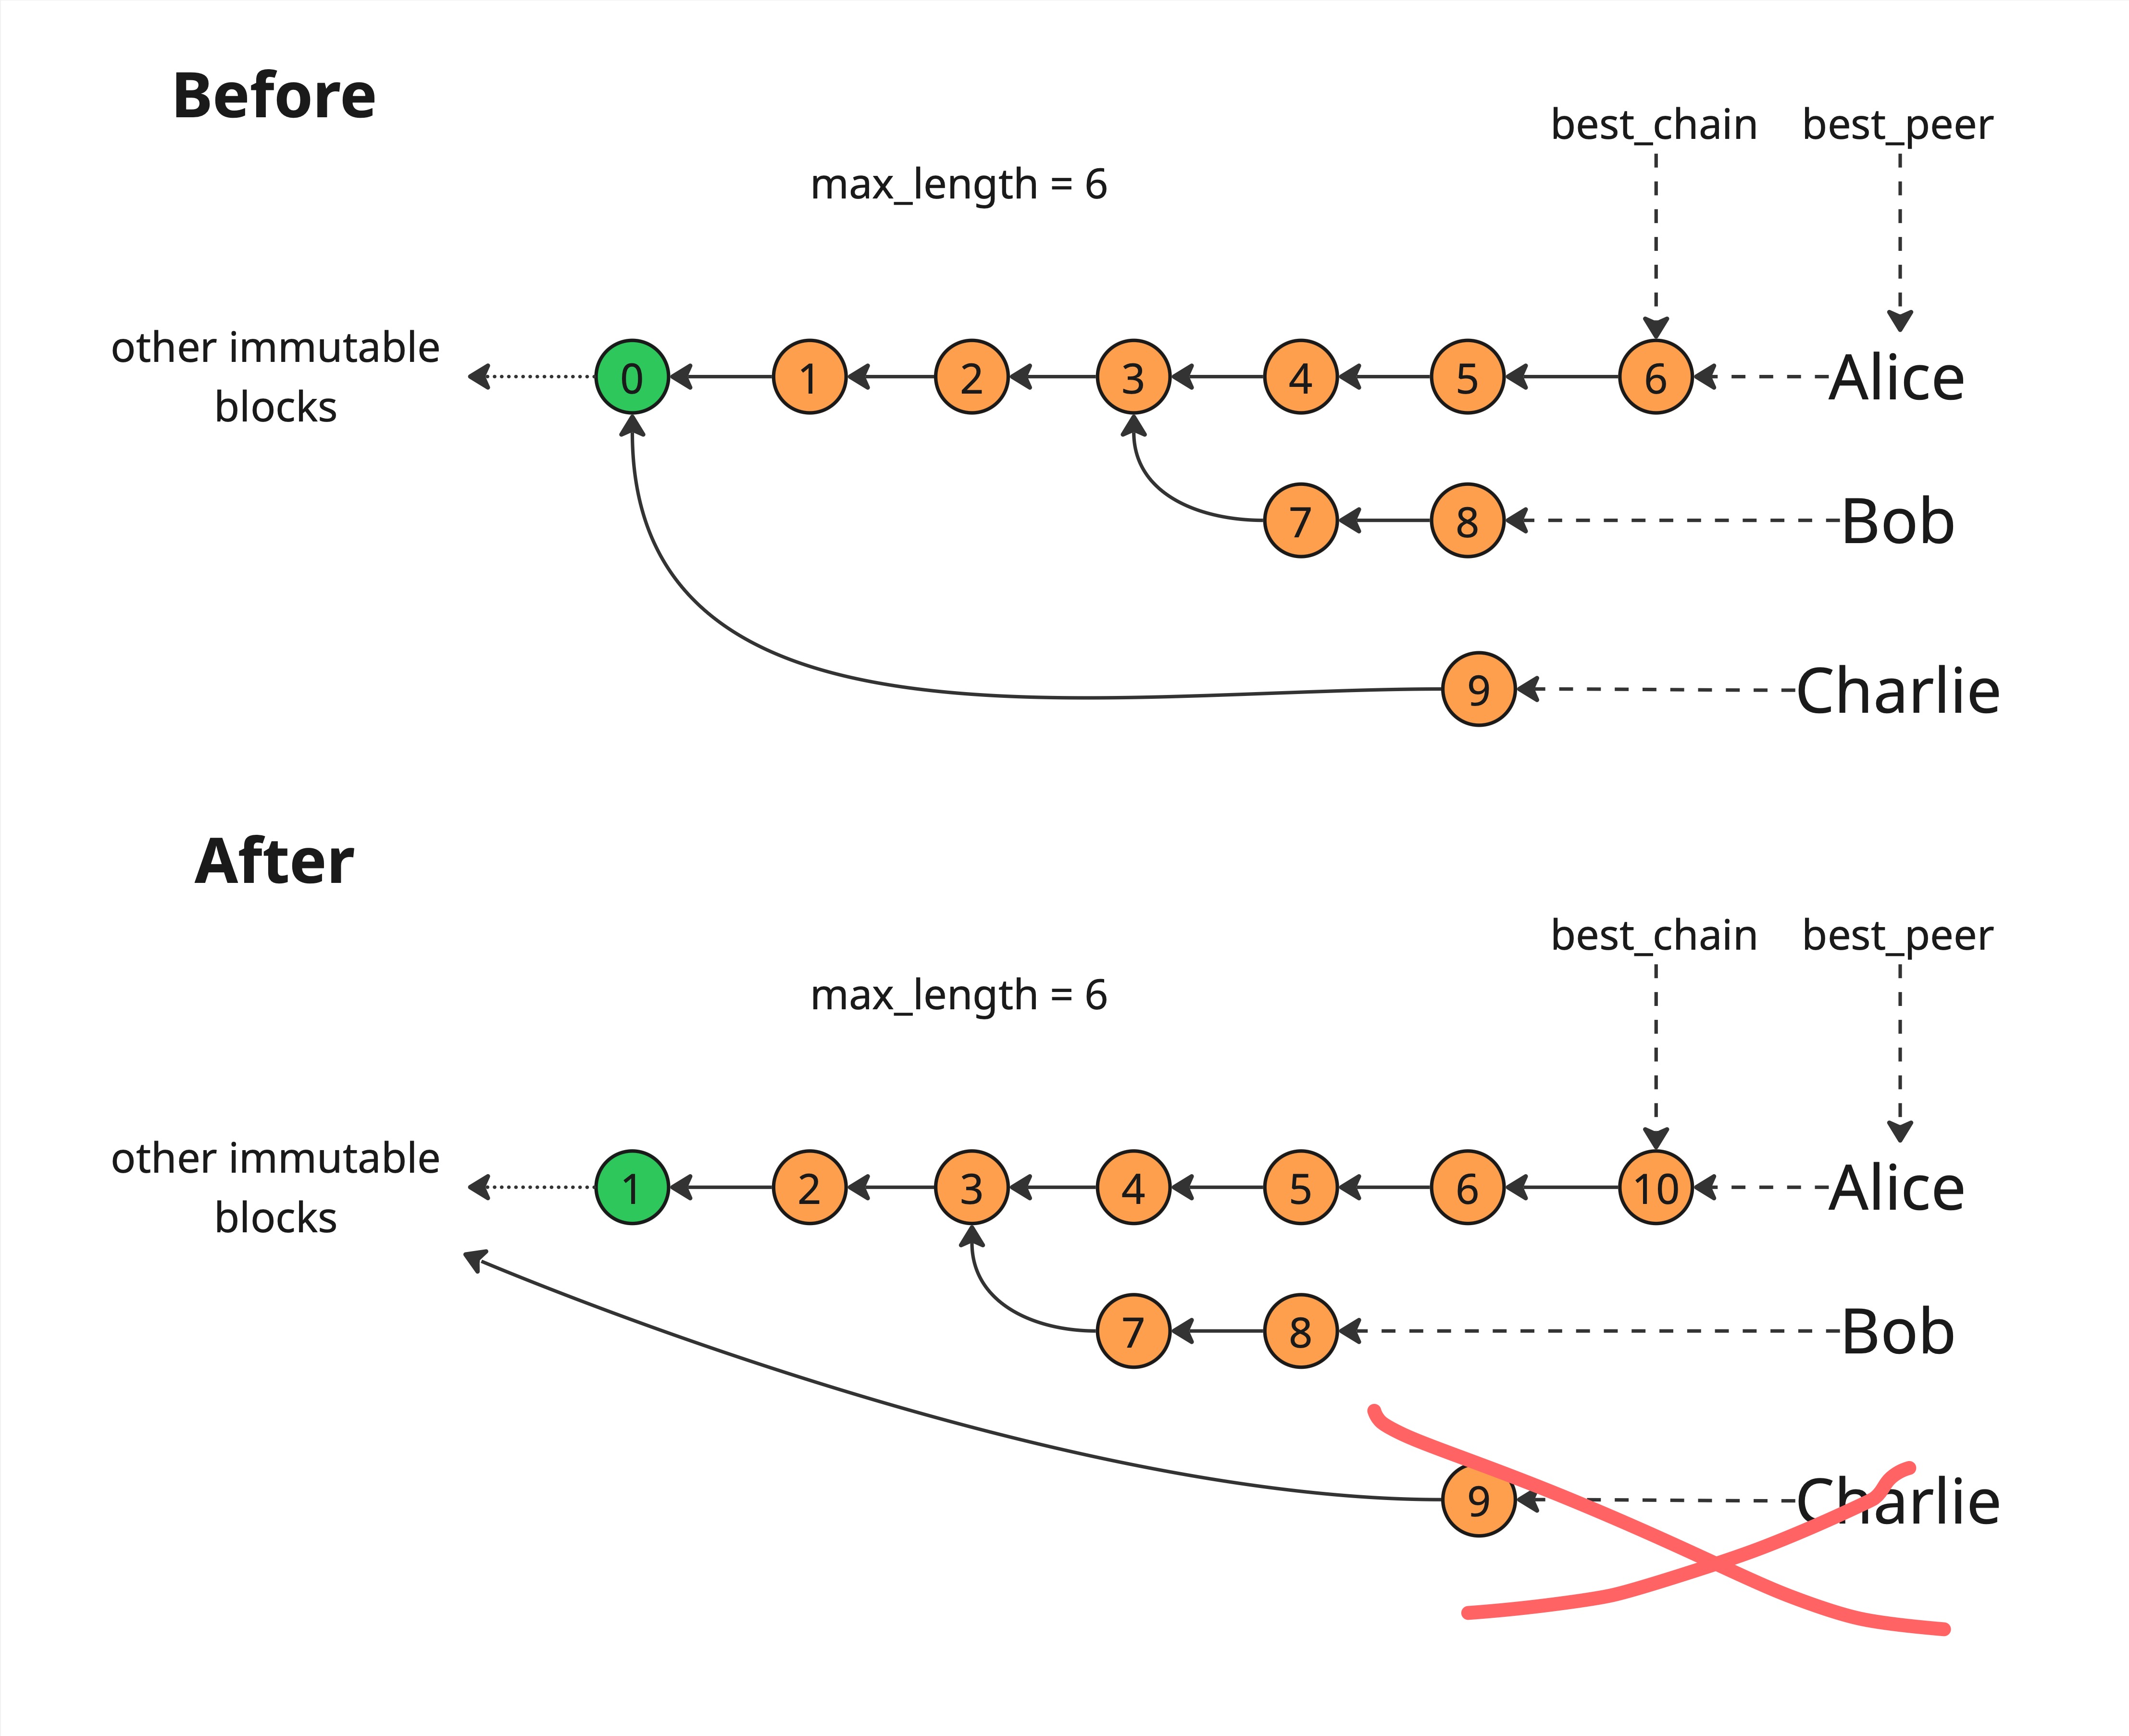 Before
best_chain best_peer
max_length = 6
other immutable
blocks
0 1 2 3 4 5 6 Alice
7 8 Bob
9 Charlie
After
best_chain best_peer
max_length = 6
other immutable
blocks
1 2 3 4 5 6 10 Alice
7 8 Bob
9 Charlie